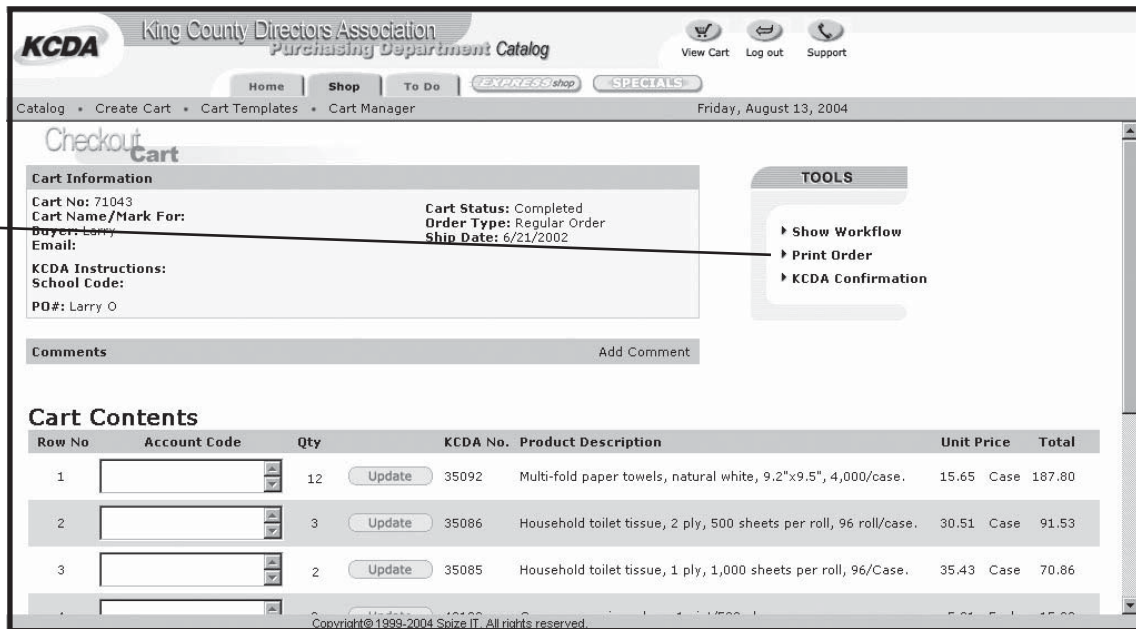 KCDA
King County Directors Association
Purchasing Department Catalog
View Cart Log out Support
Home Shop To Do EXPRESS shop SPECIALS
Catalog • Create Cart • Cart Templates • Cart Manager Friday, August 13, 2004
Checkout Cart
Cart Information
Cart No: 71043
Cart Name/Mark For:
Buyer: Larry
Email:
KCDA Instructions:
School Code:
PO#: Larry O
Cart Status: Completed
Order Type: Regular Order
Ship Date: 6/21/2002
TOOLS
Show Workflow
Print Order
KCDA Confirmation
Comments Add Comment
Cart Contents
Row No Account Code Qty KCDA No. Product Description Unit Price Total
1 12 Update 35092 Multi-fold paper towels, natural white, 9.2"x9.5", 4,000/case. 15.65 Case 187.80
2 3 Update 35086 Household toilet tissue, 2 ply, 500 sheets per roll, 96 roll/case. 30.51 Case 91.53
3 2 Update 35085 Household toilet tissue, 1 ply, 1,000 sheets per roll, 96/Case. 35.43 Case 70.86
Copyright© 1999-2004 Spize IT. All rights reserved.